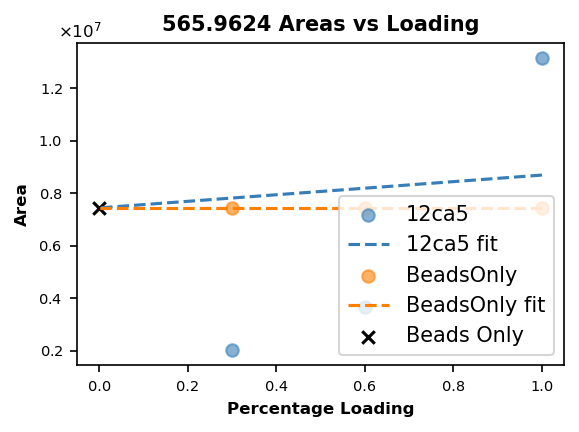 565.9624 Areas vs Loading
×10⁷
1.2
1.0
0.8
0.6
0.4
0.2
Area
0.0 0.2 0.4 0.6 0.8 1.0
Percentage Loading
12ca5
12ca5 fit
BeadsOnly
BeadsOnly fit
Beads Only